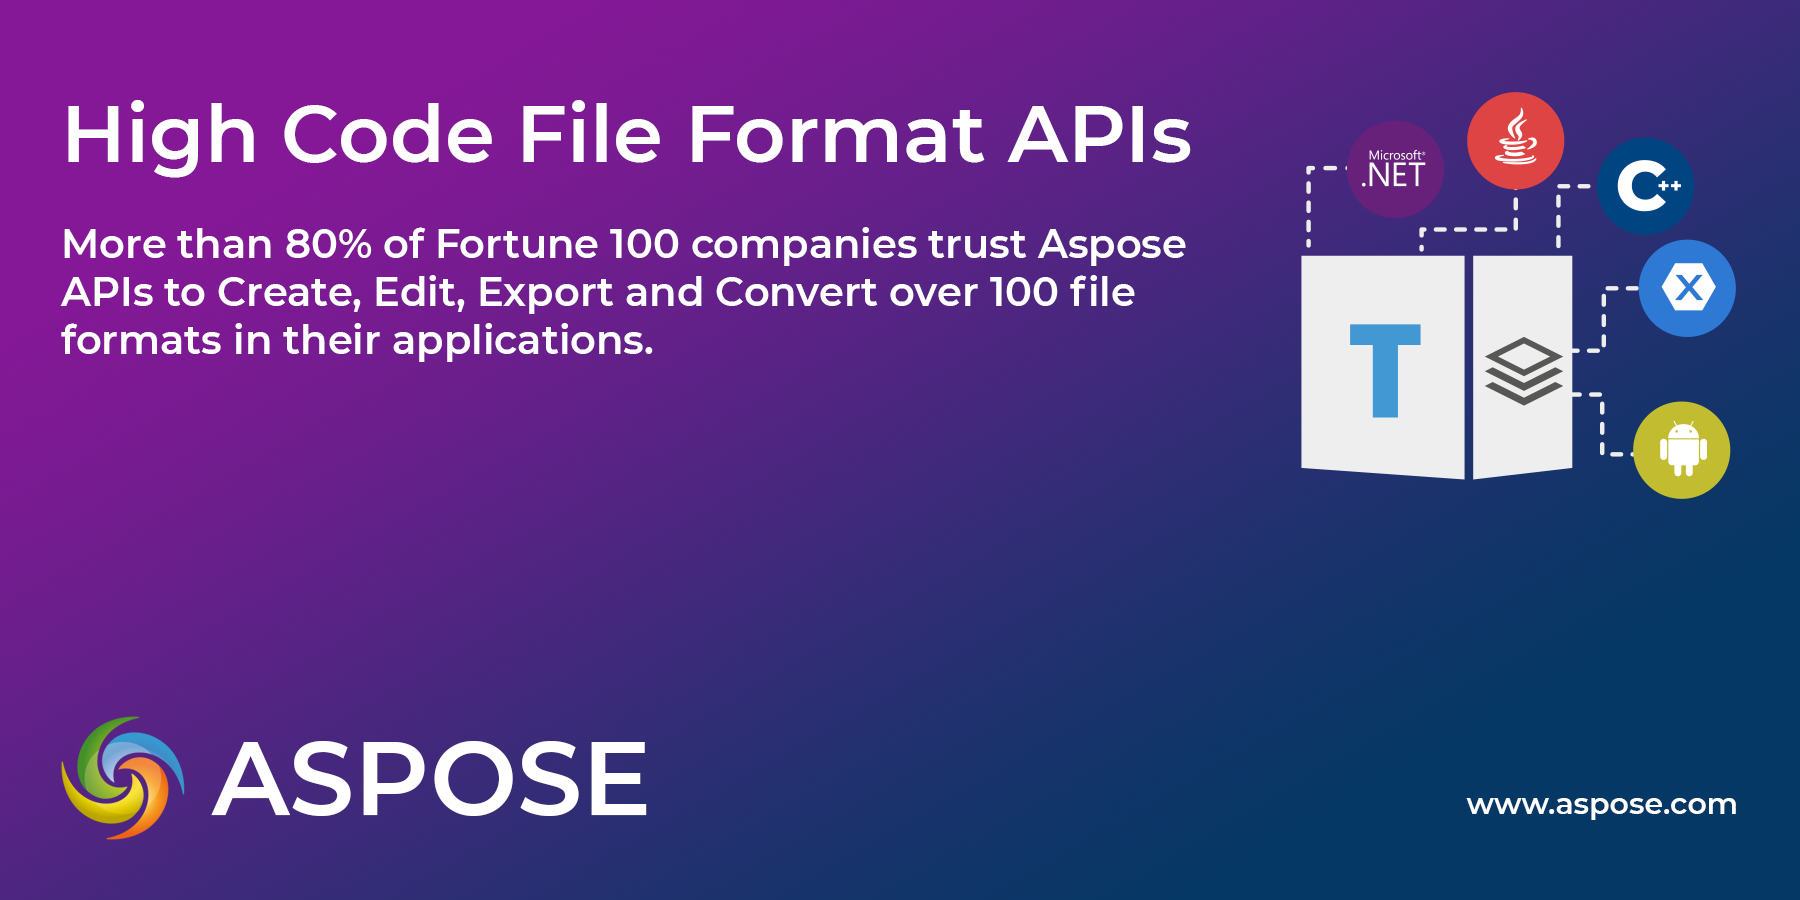 High Code File Format APIs
More than 80% of Fortune 100 companies trust Aspose
APIs to Create, Edit, Export and Convert over 100 file
formats in their applications.
Microsoft®
.NET
C++
X
T
ASPOSE
www.aspose.com